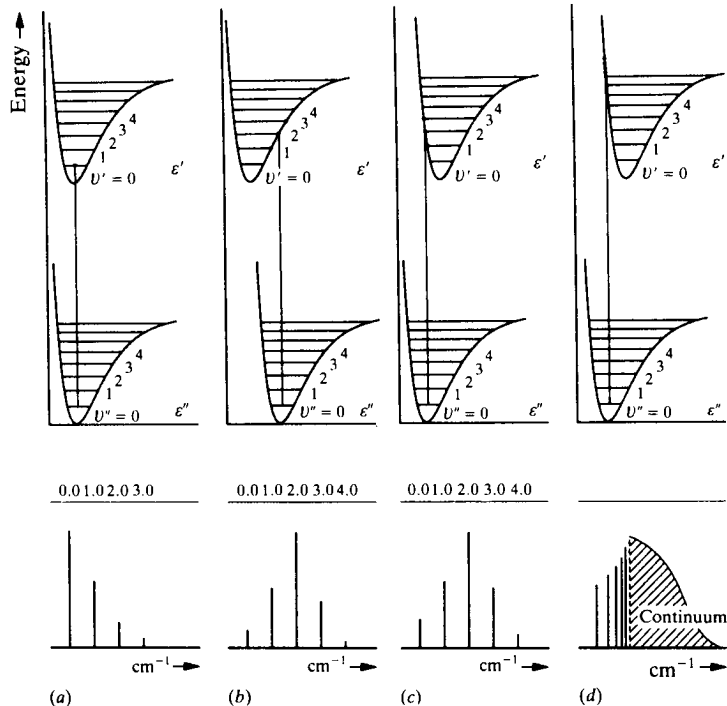 Energy →
4
3
2
1
υ′ = 0
ε′
4
3
2
1
υ′ = 0
ε′
4
3
2
1
υ′ = 0
ε′
4
3
2
1
υ′ = 0
ε′
4
3
2
1
υ″ = 0
ε″
4
3
2
1
υ″ = 0
ε″
4
3
2
1
υ″ = 0
ε″
4
3
2
1
υ″ = 0
ε″
0.0 1.0 2.0 3.0
0.0 1.0 2.0 3.0 4.0
0.0 1.0 2.0 3.0 4.0
Continuum
cm⁻¹ →
cm⁻¹ →
cm⁻¹ →
cm⁻¹ →
(a)
(b)
(c)
(d)